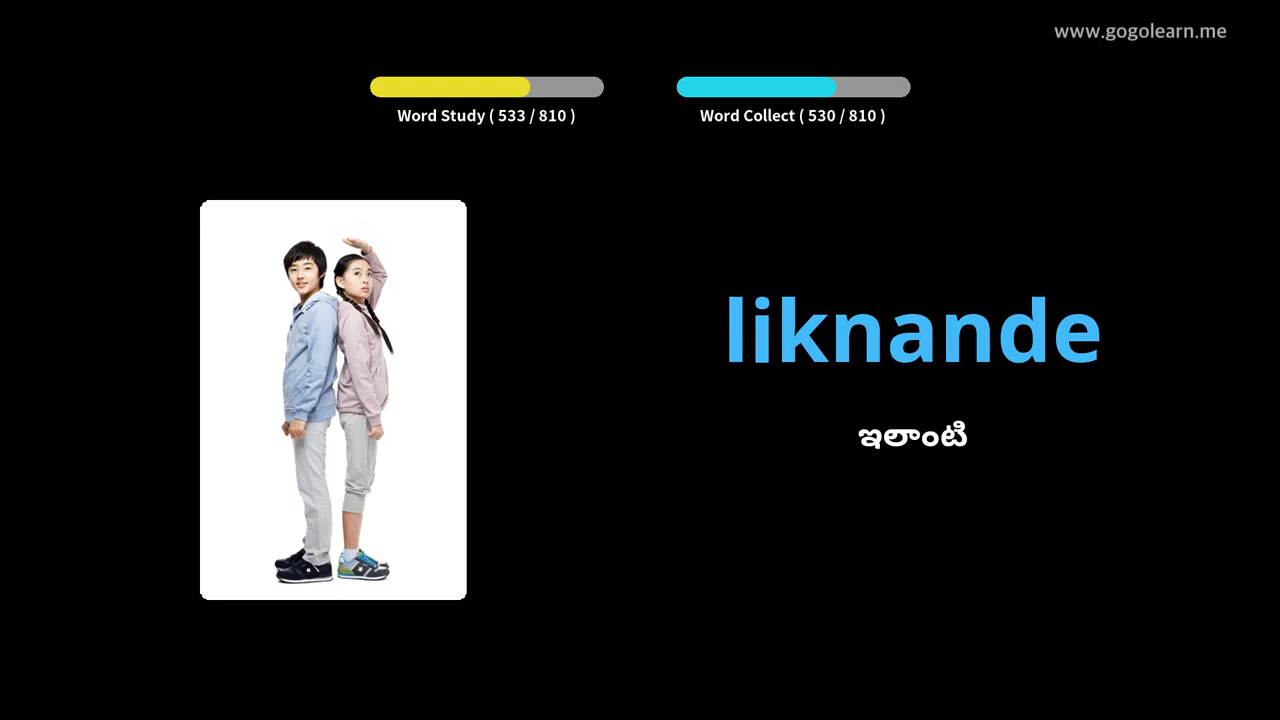 www.gogolearn.me
Word Study ( 533 / 810 )
Word Collect ( 530 / 810 )
liknande
ఇలాంటి